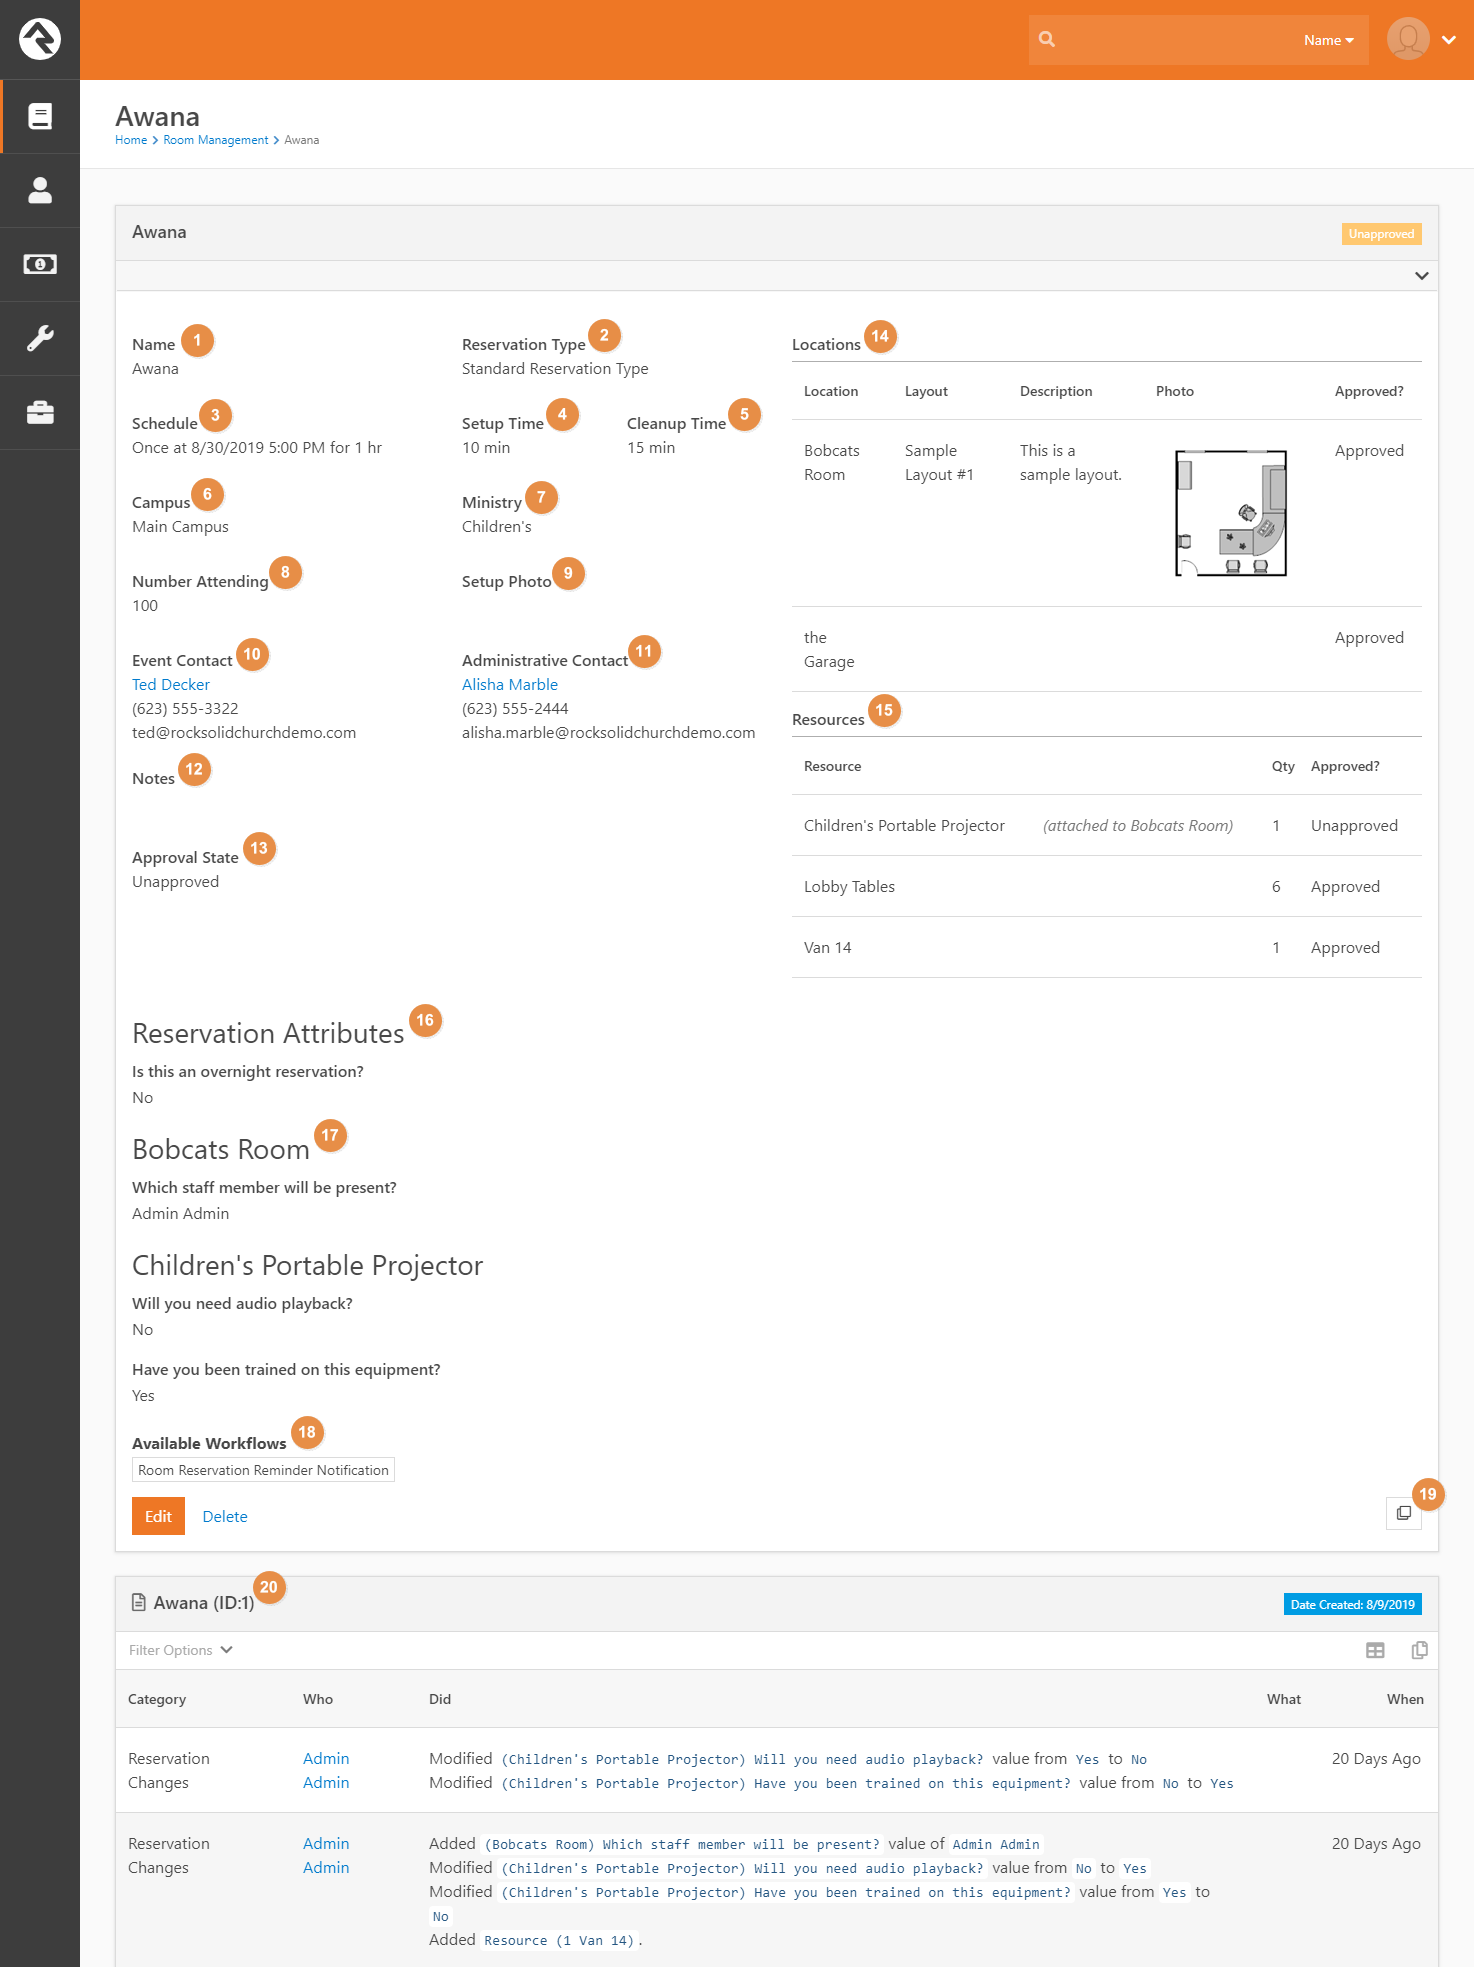 Name
Awana
Home > Room Management > Awana
Awana
Unapproved
Name 1
Awana
Reservation Type 2
Standard Reservation Type
Schedule 3
Once at 8/30/2019 5:00 PM for 1 hr
Setup Time 4
10 min
Cleanup Time 5
15 min
Campus 6
Main Campus
Ministry 7
Children's
Number Attending 8
100
Setup Photo 9
Event Contact 10
Ted Decker
(623) 555-3322
ted@rocksolidchurchdemo.com
Administrative Contact 11
Alisha Marble
(623) 555-2444
alisha.marble@rocksolidchurchdemo.com
Notes 12
Approval State 13
Unapproved
Locations 14
Location Layout Description Photo Approved?
Bobcats Sample This is a Approved
Room Layout #1 sample layout.
the Approved
Garage
Resources 15
Resource Qty Approved?
Children's Portable Projector (attached to Bobcats Room) 1 Unapproved
Lobby Tables 6 Approved
Van 14 1 Approved
Reservation Attributes 16
Is this an overnight reservation?
No
Bobcats Room 17
Which staff member will be present?
Admin Admin
Children's Portable Projector
Will you need audio playback?
No
Have you been trained on this equipment?
Yes
Available Workflows 18
Room Reservation Reminder Notification
Edit Delete 19
Awana (ID:1) 20 Date Created: 8/9/2019
Filter Options
Category Who Did What When
Reservation Admin Modified (Children's Portable Projector) Will you need audio playback? value from Yes to No 20 Days Ago
Changes Admin Modified (Children's Portable Projector) Have you been trained on this equipment? value from No to Yes
Reservation Admin Added (Bobcats Room) Which staff member will be present? value of Admin Admin 20 Days Ago
Changes Admin Modified (Children's Portable Projector) Will you need audio playback? value from No to Yes
Modified (Children's Portable Projector) Have you been trained on this equipment? value from Yes to
No
Added Resource (1 Van 14).